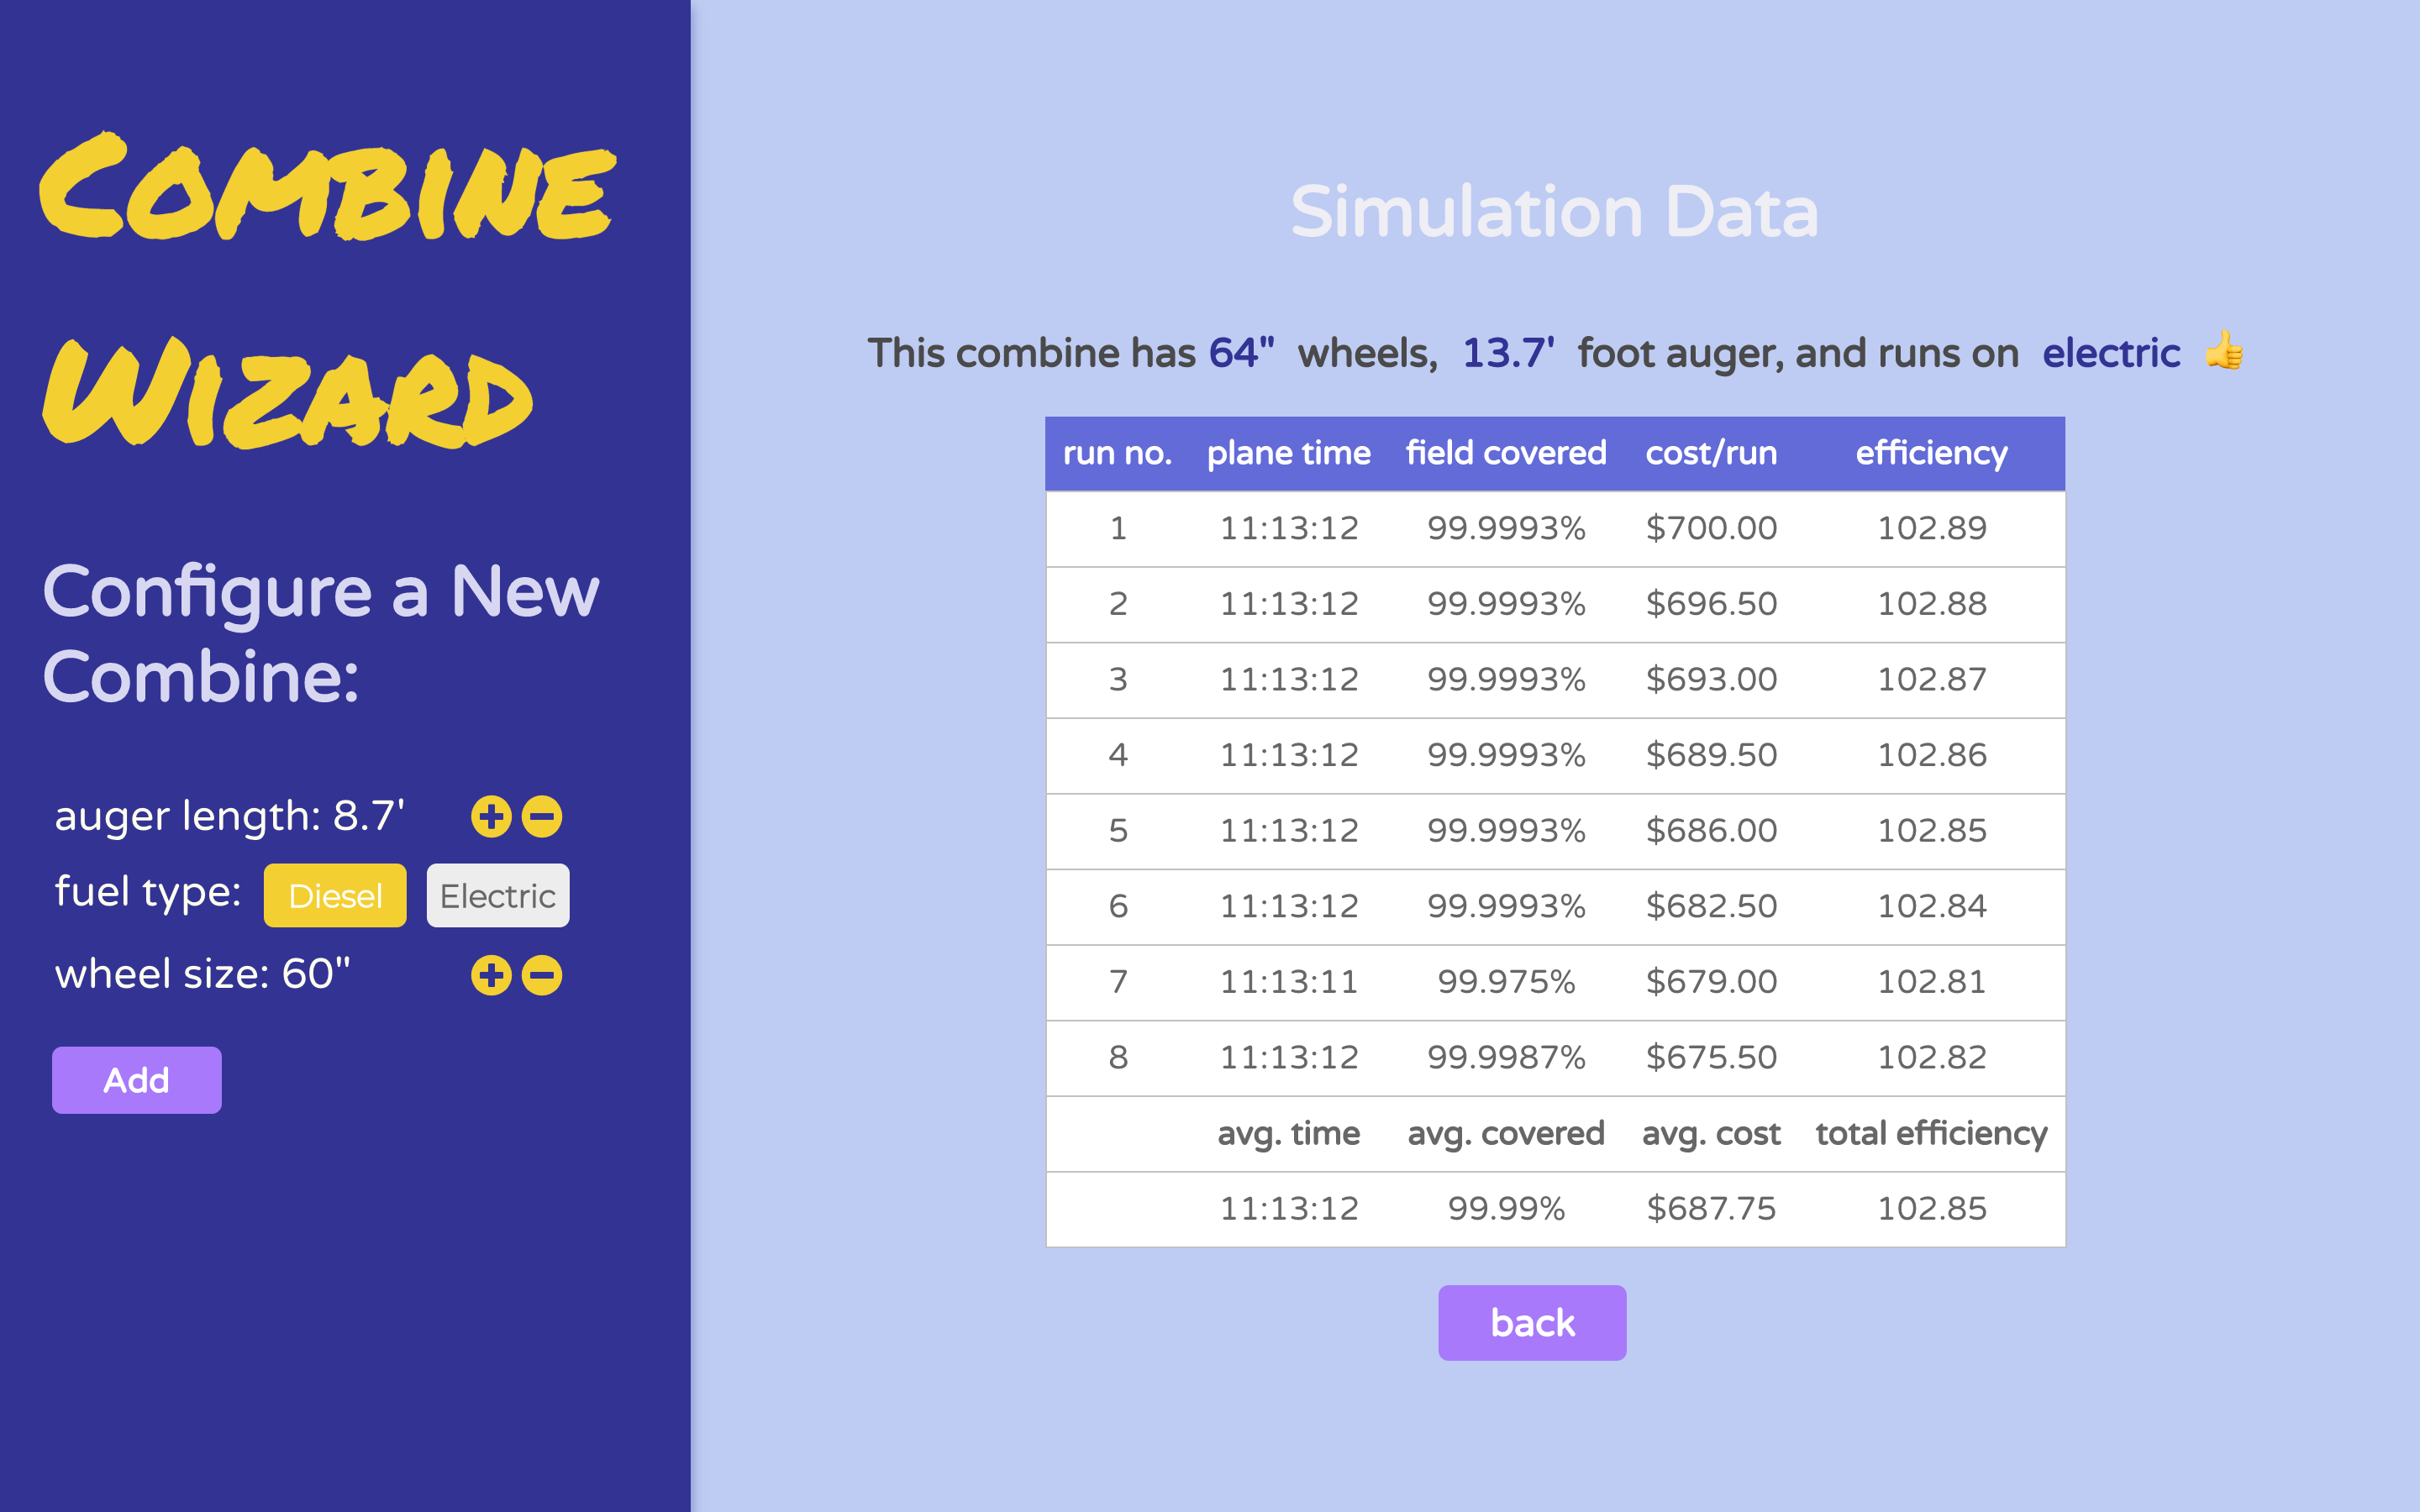 Combine
Wizard
Configure a New
Combine:
auger length: 8.7'
fuel type: Diesel Electric
wheel size: 60"
Add
Simulation Data
This combine has 64" wheels, 13.7' foot auger, and runs on electric 👍
run no. plane time field covered cost/run efficiency
1 11:13:12 99.9993% $700.00 102.89
2 11:13:12 99.9993% $696.50 102.88
3 11:13:12 99.9993% $693.00 102.87
4 11:13:12 99.9993% $689.50 102.86
5 11:13:12 99.9993% $686.00 102.85
6 11:13:12 99.9993% $682.50 102.84
7 11:13:11 99.975% $679.00 102.81
8 11:13:12 99.9987% $675.50 102.82
avg. time avg. covered avg. cost total efficiency
11:13:12 99.99% $687.75 102.85
back